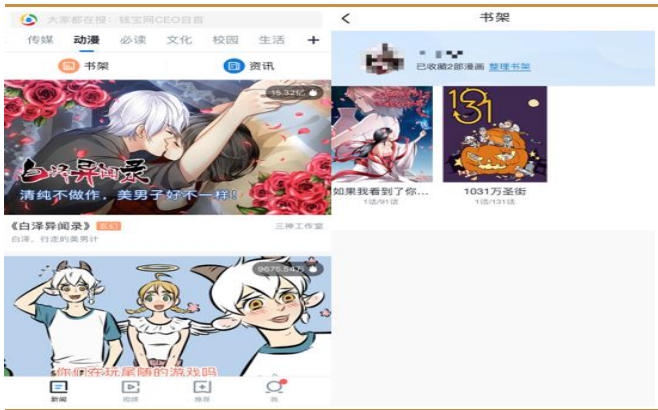 大家都在搜：钱宝网CEO自首
传媒 动漫 必读 文化 校园 生活 +
书架 资讯
15.32亿
白泽异闻录
清纯不做作，美男子好不一样！
《白泽异闻录》
三神工作室
白泽，行走的美男计
9675.54万
你们在玩尾随的游戏吗
新闻 视频 推荐 我
书架
已收藏2部漫画 整理书架
131
如果我看到了你... 1031万圣街
1话/91话 1话/131话